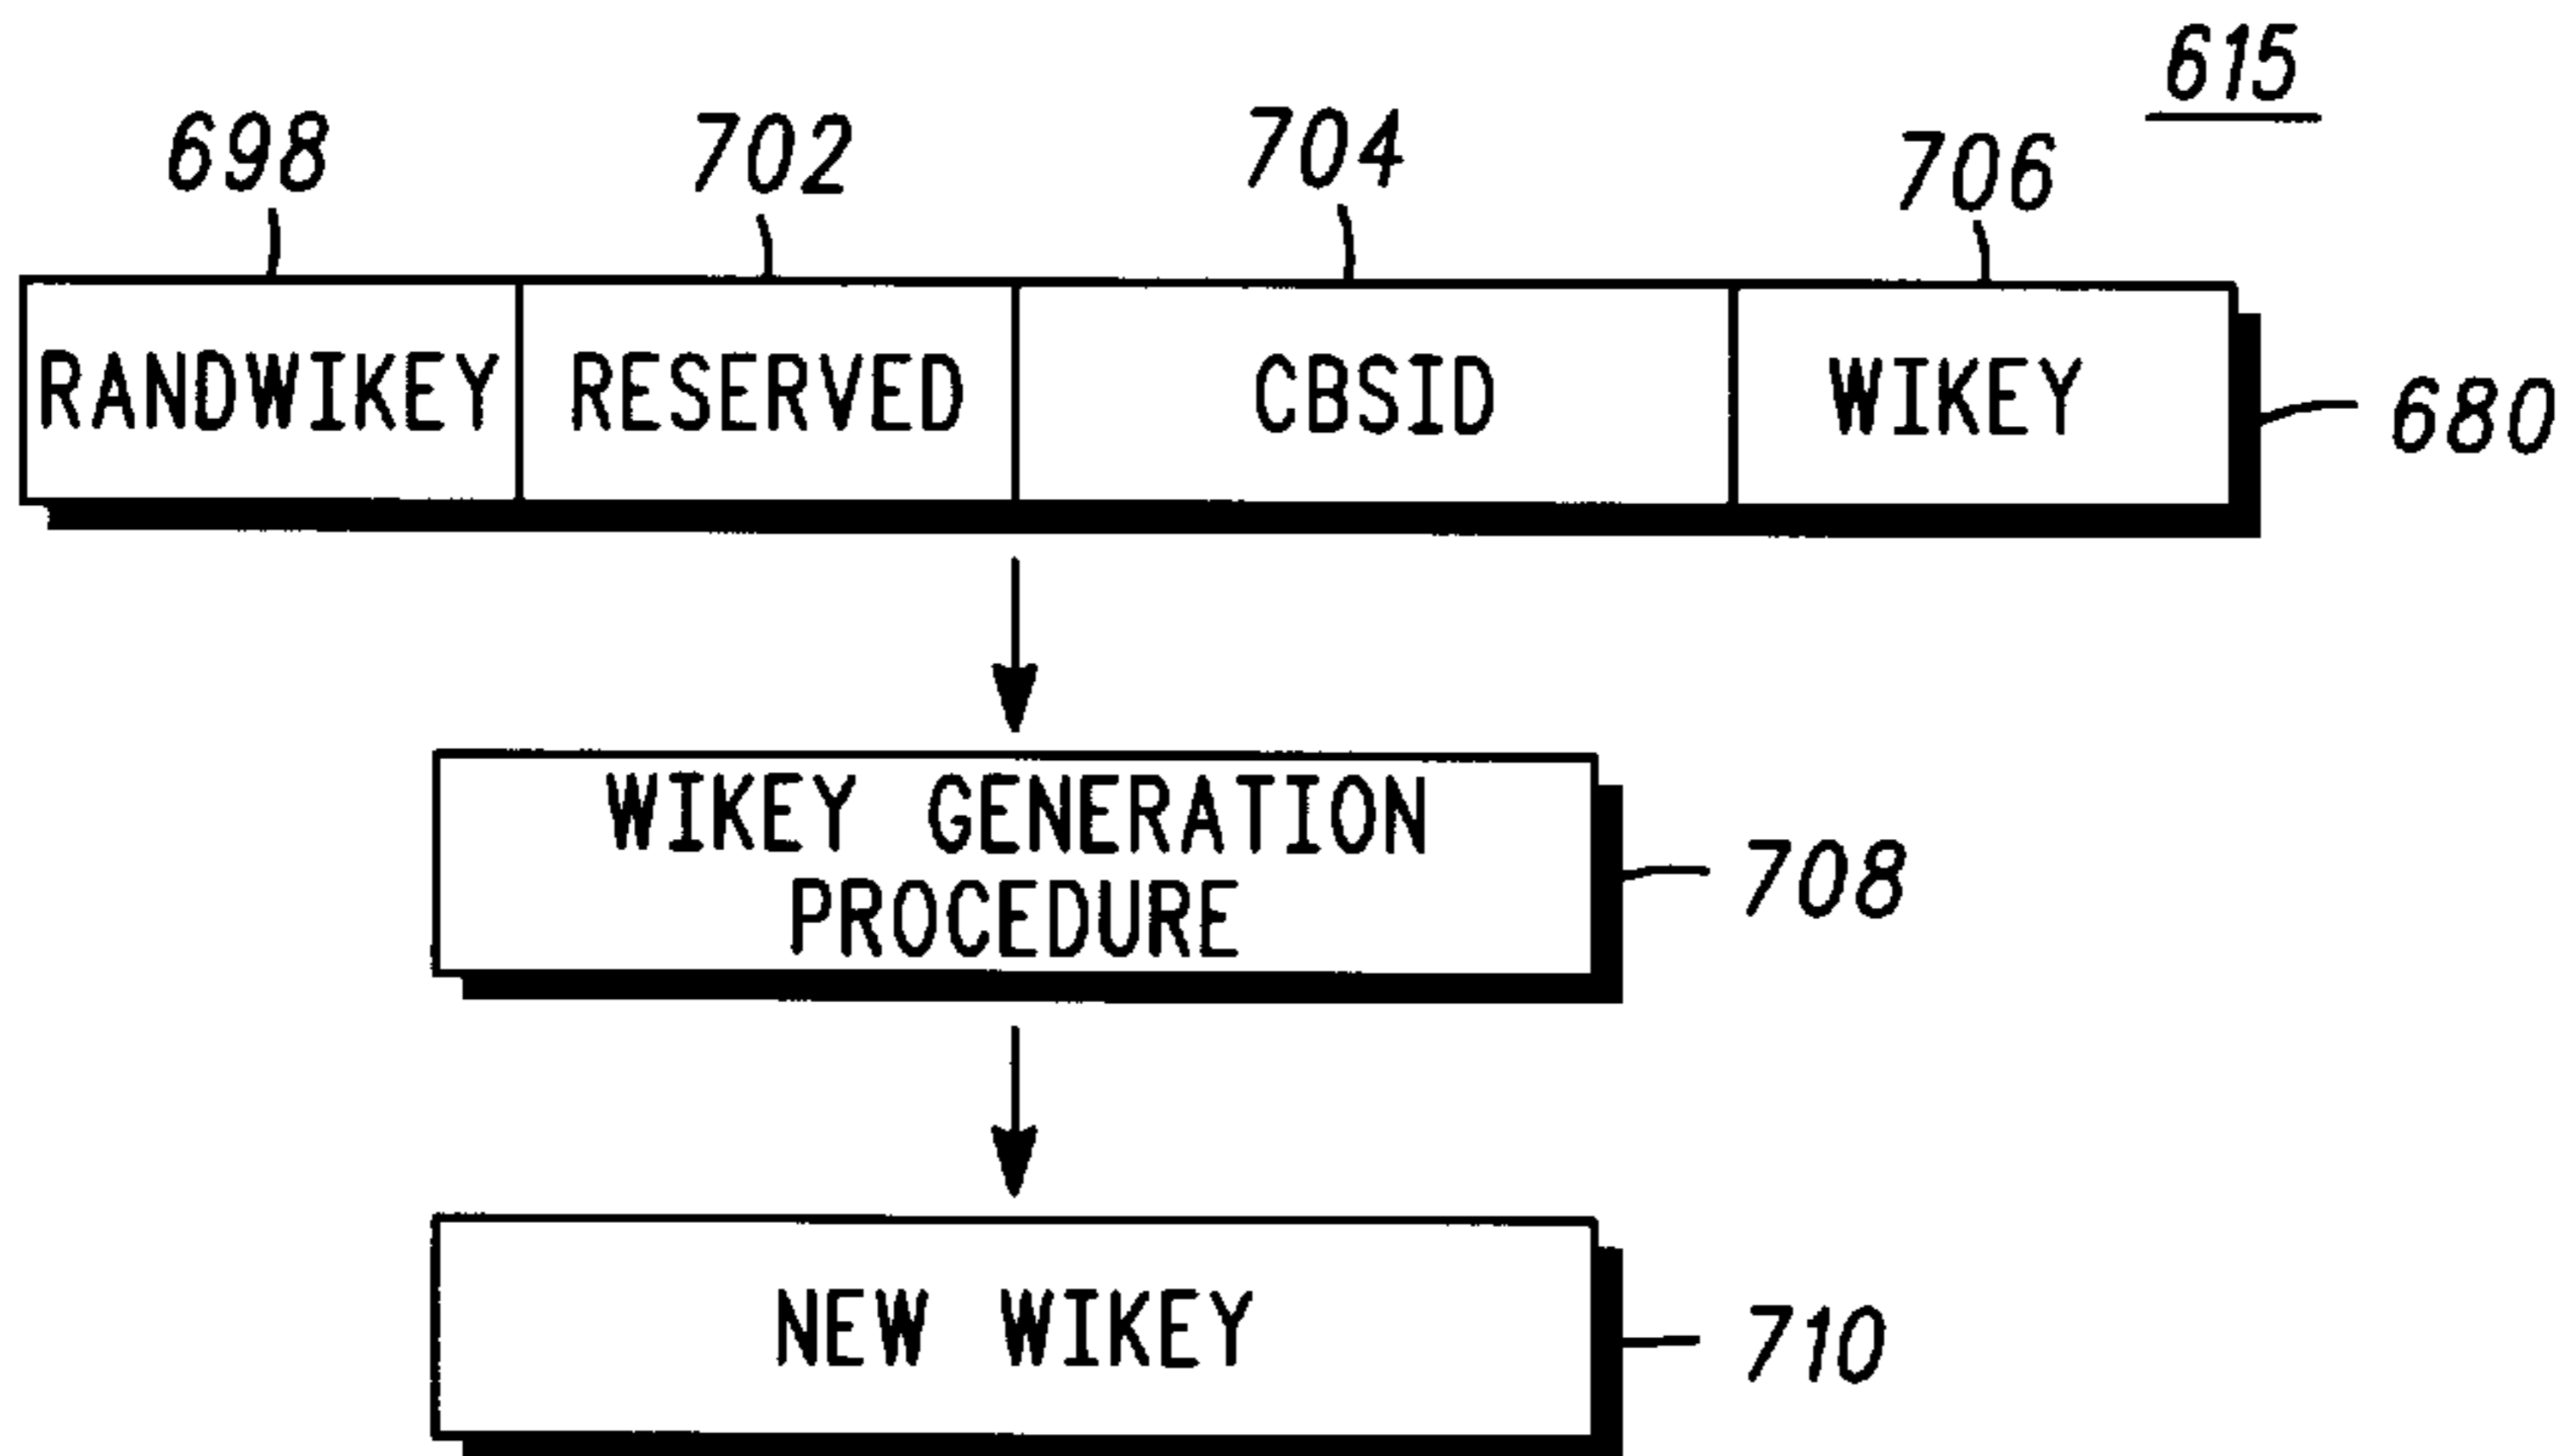 615
698 702 704 706
RANDWIKEY RESERVED CBSID WIKEY 680
WIKEY GENERATION
PROCEDURE
708
NEW WIKEY 710